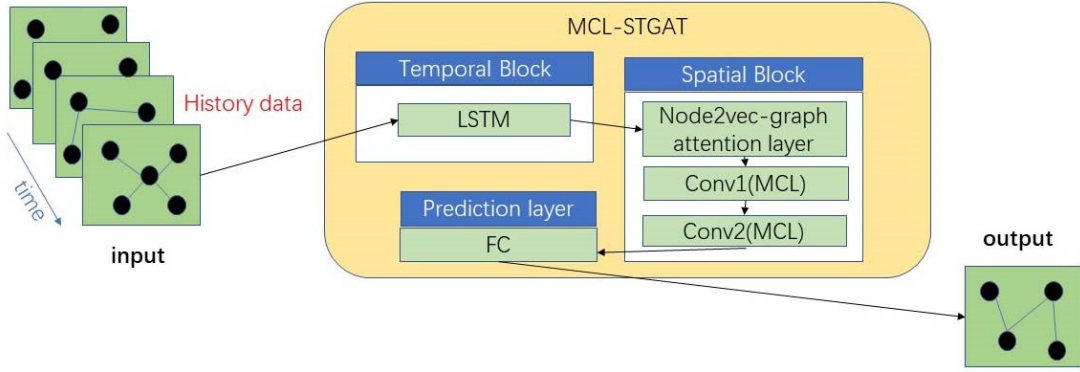 MCL-STGAT
History data
time
input
Temporal Block
LSTM
Spatial Block
Node2vec-graph
attention layer
Conv1(MCL)
Conv2(MCL)
Prediction layer
FC
output